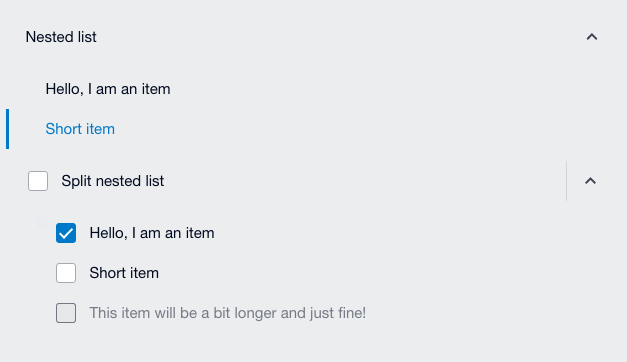 Nested list
Hello, I am an item
Short item
Split nested list
Hello, I am an item
Short item
This item will be a bit longer and just fine!